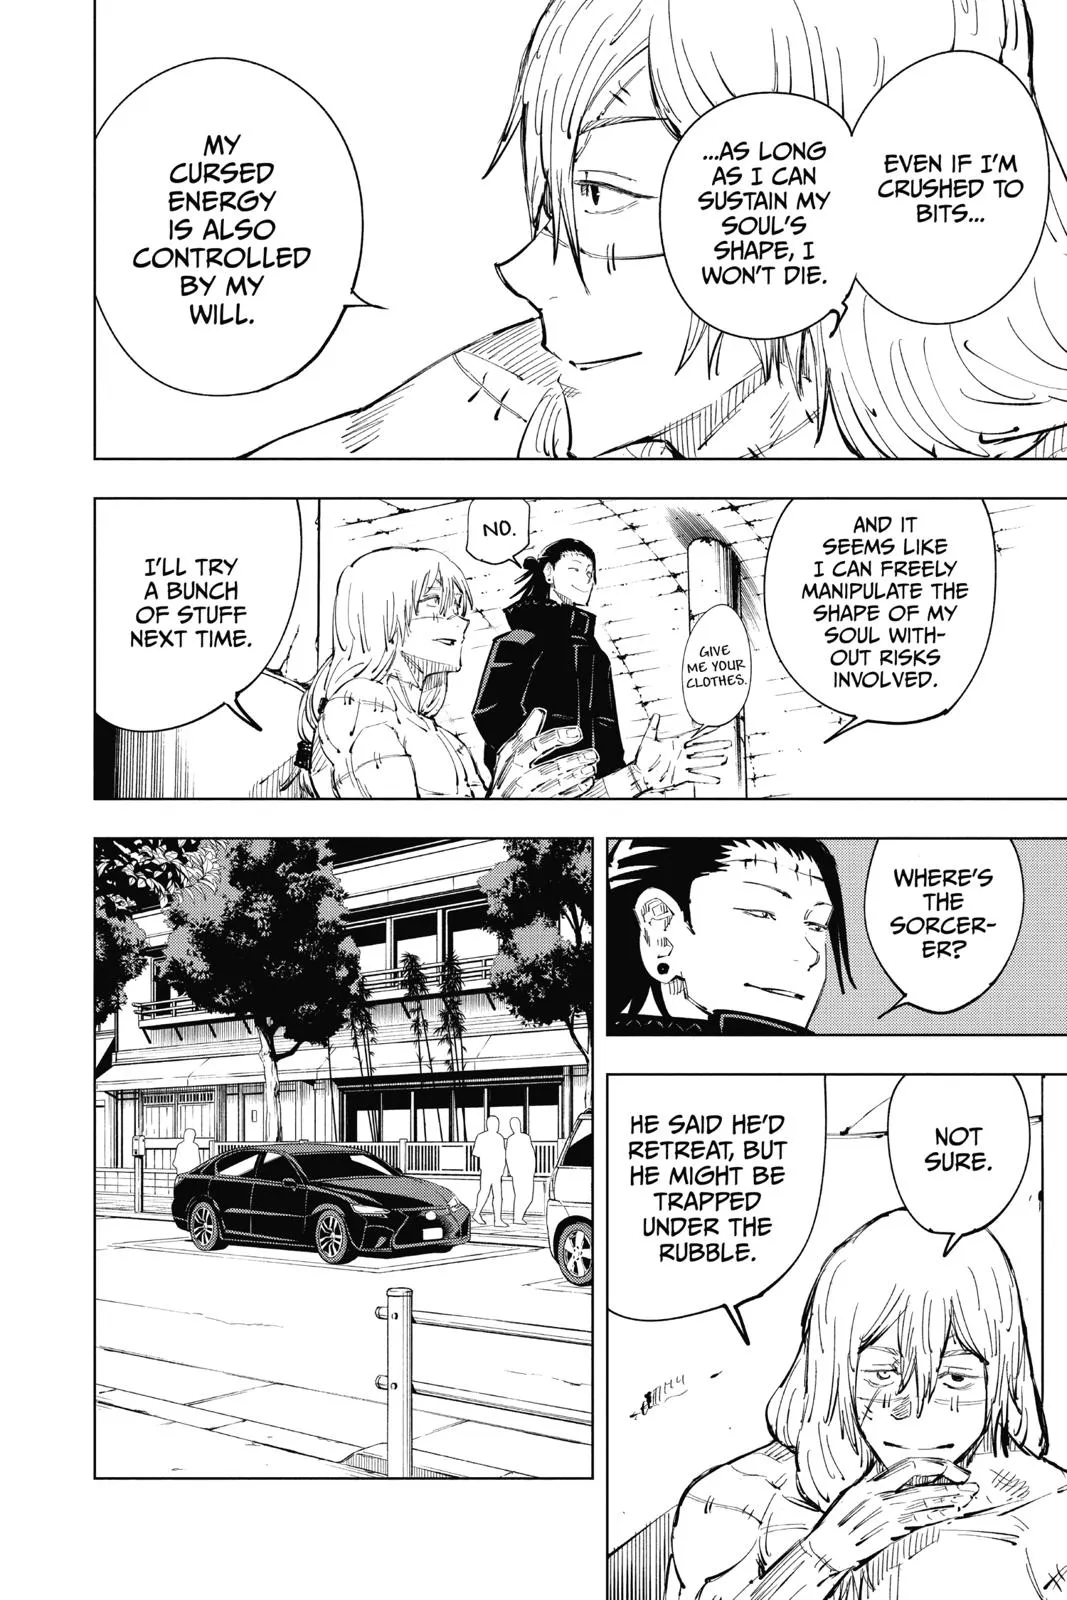 EVEN IF I'M
CRUSHED TO
BITS...
...AS LONG
AS I CAN
SUSTAIN MY
SOUL'S
SHAPE, I
WON'T DIE.
MY
CURSED
ENERGY
IS ALSO
CONTROLLED
BY MY
WILL.
AND IT
SEEMS LIKE
I CAN FREELY
MANIPULATE THE
SHAPE OF MY
SOUL WITH-
OUT RISKS
INVOLVED.
GIVE
ME YOUR
CLOTHES.
NO.
I'LL TRY
A BUNCH
OF STUFF
NEXT TIME.
WHERE'S
THE
SORCER-
ER?
NOT
SURE.
HE SAID HE'D
RETREAT, BUT
HE MIGHT BE
TRAPPED
UNDER THE
RUBBLE.